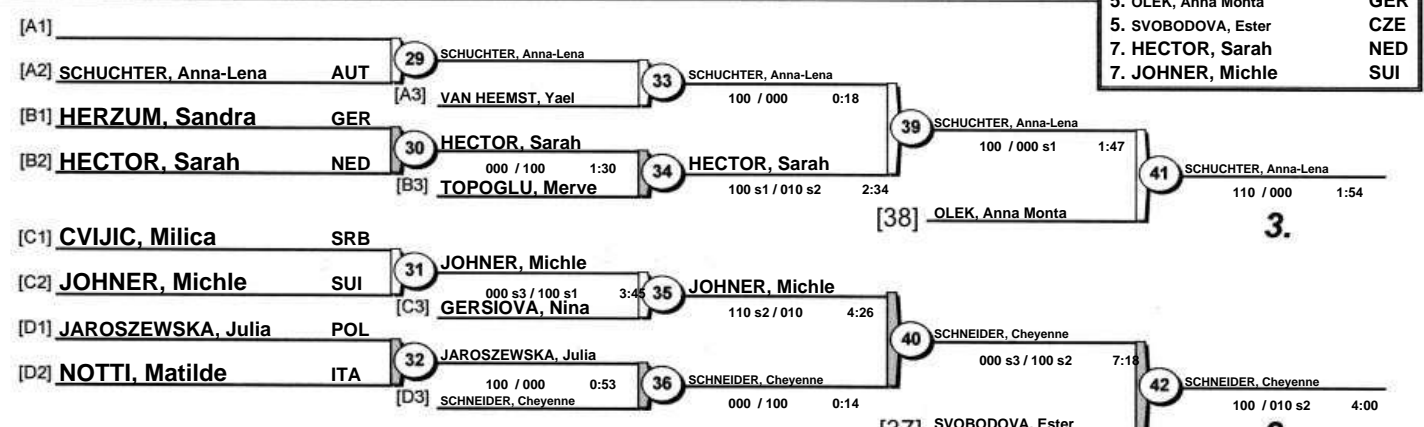 5. OLEK, Anna Monta GER
5. SVOBODOVA, Ester CZE
7. HECTOR, Sarah NED
7. JOHNER, Michle SUI
[A1]
[A2] SCHUCHTER, Anna-Lena AUT
29
SCHUCHTER, Anna-Lena
[A3] VAN HEEMST, Yael
33
SCHUCHTER, Anna-Lena
100 / 000 0:18
[B1] HERZUM, Sandra GER
[B2] HECTOR, Sarah NED
30
HECTOR, Sarah
000 / 100 1:30
[B3] TOPOGLU, Merve
34
HECTOR, Sarah
100 s1 / 010 s2 2:34
39
SCHUCHTER, Anna-Lena
100 / 000 s1 1:47
[38] OLEK, Anna Monta
41
SCHUCHTER, Anna-Lena
110 / 000 1:54
3.
[C1] CVIJIC, Milica SRB
[C2] JOHNER, Michle SUI
31
JOHNER, Michle
000 s3 / 100 s1 3:45
[C3] GERSIOVA, Nina
35
JOHNER, Michle
110 s2 / 010 4:26
[D1] JAROSZEWSKA, Julia POL
[D2] NOTTI, Matilde ITA
32
JAROSZEWSKA, Julia
100 / 000 0:53
[D3] SCHNEIDER, Cheyenne
36
SCHNEIDER, Cheyenne
000 / 100 0:14
40
SCHNEIDER, Cheyenne
000 s3 / 100 s2 7:18
[37] SVOBODOVA, Ester
42
SCHNEIDER, Cheyenne
100 / 010 s2 4:00